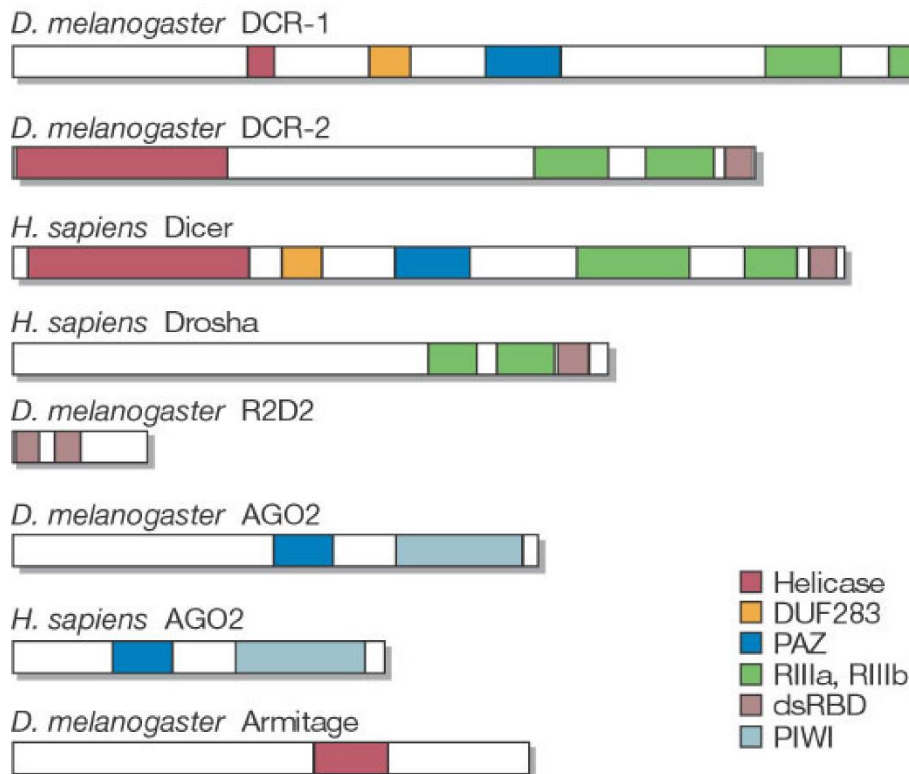 D. melanogaster DCR-1
D. melanogaster DCR-2
H. sapiens Dicer
H. sapiens Drosha
D. melanogaster R2D2
D. melanogaster AGO2
H. sapiens AGO2
D. melanogaster Armitage
Helicase
DUF283
PAZ
RIIIa, RIIIb
dsRBD
PIWI